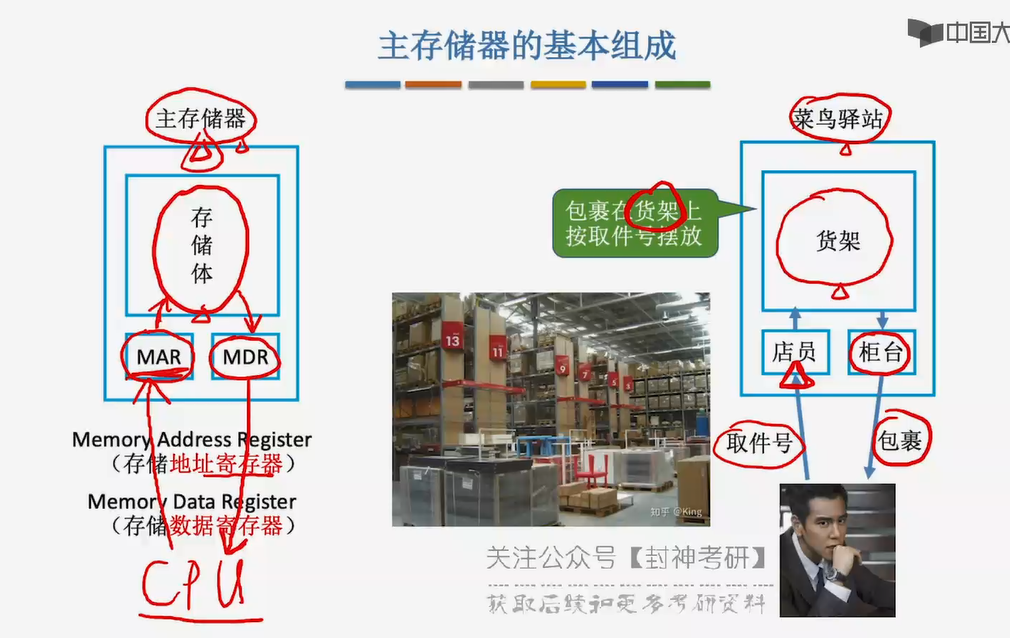 中国大
主存储器的基本组成
主存储器
存
储
体
MAR
MDR
Memory Address Register
（存储地址寄存器）
Memory Data Register
（存储数据寄存器）
CPU
包裹在货架上
按取件号摆放
13
11
9
7
5
5
知乎 @King
菜鸟驿站
货架
店员
柜台
取件号
包裹
关注公众号【封神考研】
获取后续和更多考研资料